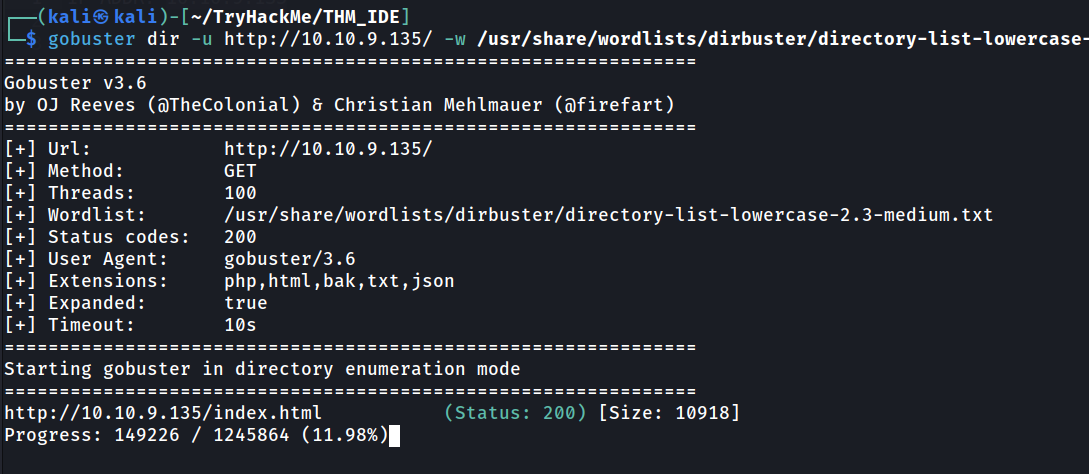 ┌──(kali㉿kali)-[~/TryHackMe/THM_IDE]
└─$ gobuster dir -u http://10.10.9.135/ -w /usr/share/wordlists/dirbuster/directory-list-lowercase-
===============================================================
Gobuster v3.6
by OJ Reeves (@TheColonial) & Christian Mehlmauer (@firefart)
===============================================================
[+] Url:            http://10.10.9.135/
[+] Method:         GET
[+] Threads:        100
[+] Wordlist:       /usr/share/wordlists/dirbuster/directory-list-lowercase-2.3-medium.txt
[+] Status codes:   200
[+] User Agent:     gobuster/3.6
[+] Extensions:     php,html,bak,txt,json
[+] Expanded:       true
[+] Timeout:        10s
===============================================================
Starting gobuster in directory enumeration mode
===============================================================
http://10.10.9.135/index.html           (Status: 200) [Size: 10918]
Progress: 149226 / 1245864 (11.98%)